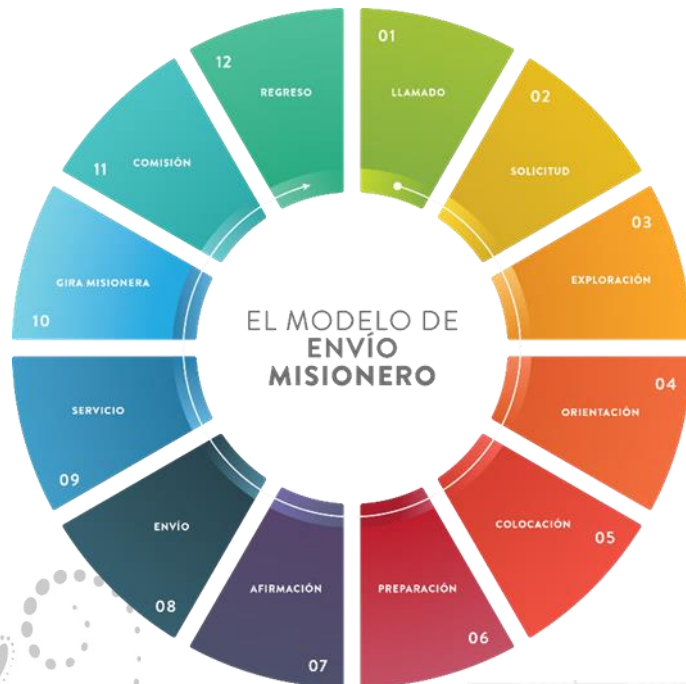 01
LLAMADO
02
SOLICITUD
03
EXPLORACIÓN
04
ORIENTACIÓN
COLOCACIÓN
05
PREPARACIÓN
06
AFIRMACIÓN
07
ENVÍO
08
SERVICIO
09
GIRA MISIONERA
10
11
COMISIÓN
12
REGRESO
EL MODELO DE
ENVÍO
MISIONERO